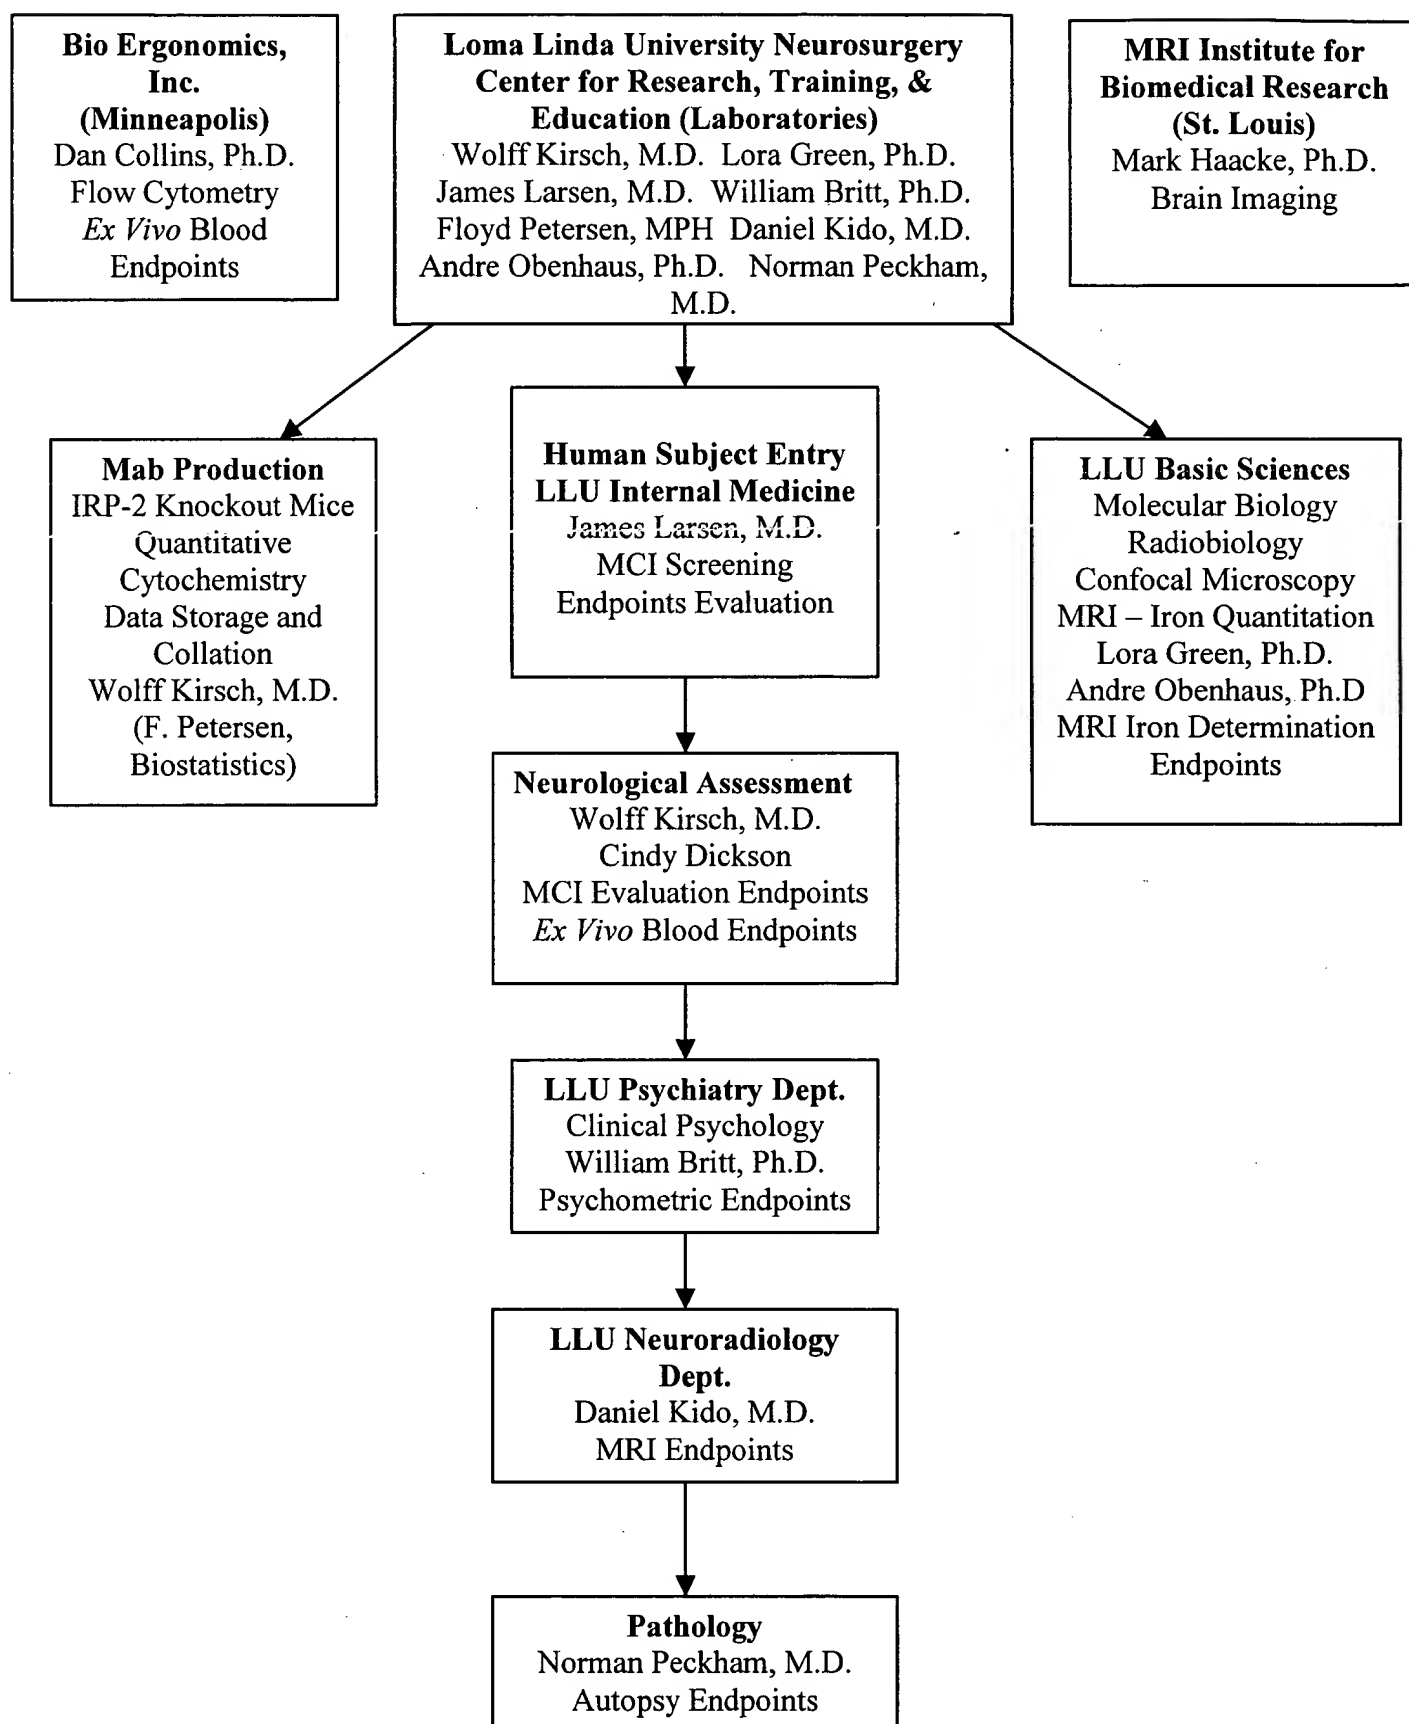 Bio Ergonomics,
Inc.
(Minneapolis)
Dan Collins, Ph.D.
Flow Cytometry
Ex Vivo Blood
Endpoints
Loma Linda University Neurosurgery
Center for Research, Training, &
Education (Laboratories)
Wolff Kirsch, M.D. Lora Green, Ph.D.
James Larsen, M.D. William Britt, Ph.D.
Floyd Petersen, MPH Daniel Kido, M.D.
Andre Obenhaus, Ph.D. Norman Peckham,
M.D.
MRI Institute for
Biomedical Research
(St. Louis)
Mark Haacke, Ph.D.
Brain Imaging
Mab Production
IRP-2 Knockout Mice
Quantitative
Cytochemistry
Data Storage and
Collation
Wolff Kirsch, M.D.
(F. Petersen,
Biostatistics)
Human Subject Entry
LLU Internal Medicine
James Larsen, M.D.
MCI Screening
Endpoints Evaluation
LLU Basic Sciences
Molecular Biology
Radiobiology
Confocal Microscopy
MRI – Iron Quantitation
Lora Green, Ph.D.
Andre Obenhaus, Ph.D
MRI Iron Determination
Endpoints
Neurological Assessment
Wolff Kirsch, M.D.
Cindy Dickson
MCI Evaluation Endpoints
Ex Vivo Blood Endpoints
LLU Psychiatry Dept.
Clinical Psychology
William Britt, Ph.D.
Psychometric Endpoints
LLU Neuroradiology
Dept.
Daniel Kido, M.D.
MRI Endpoints
Pathology
Norman Peckham, M.D.
Autopsy Endpoints